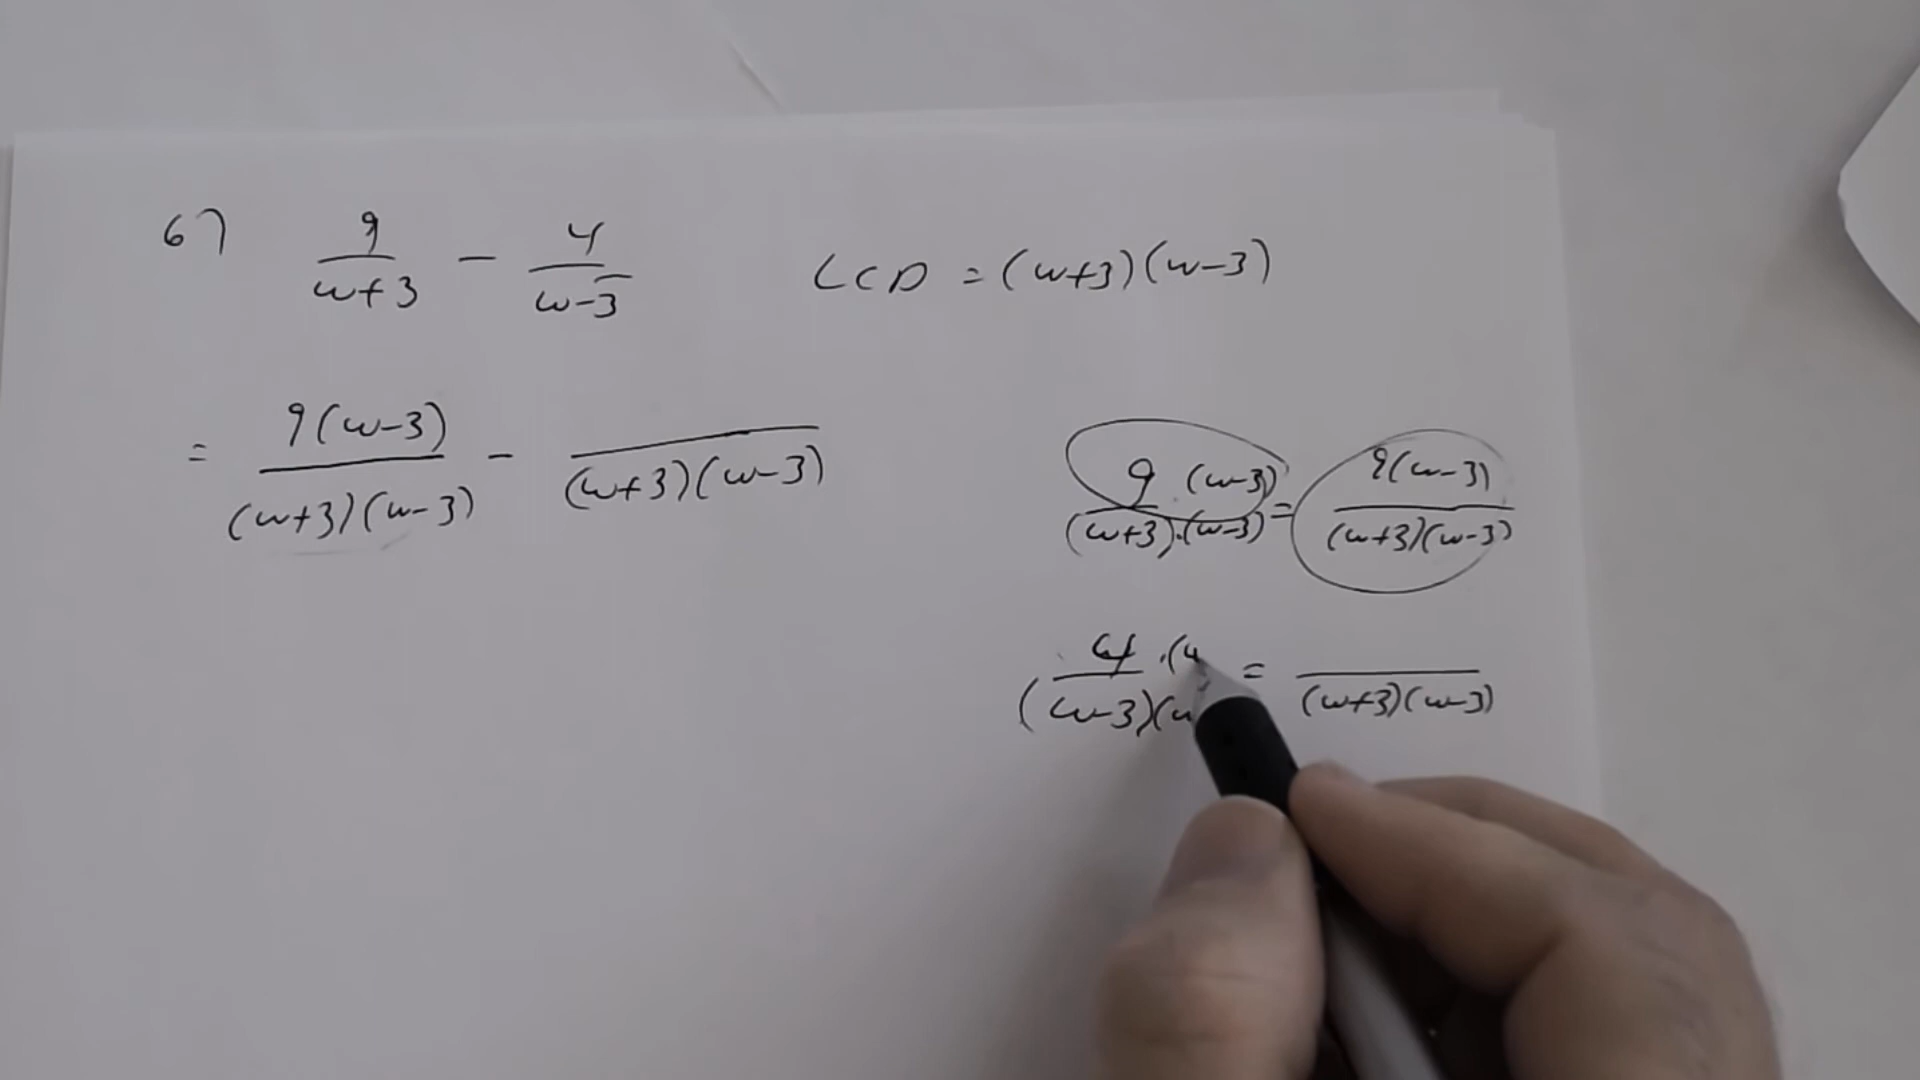 67) 9/(w+3) - 4/(w-3) LCD = (w+3)(w-3)
= 9(w-3)/(w+3)(w-3) - /(w+3)(w-3)
9·(w-3)/(w+3)·(w-3) = 9(w-3)/(w+3)(w-3)
4·(/(w-3)( = /(w+3)(w-3)